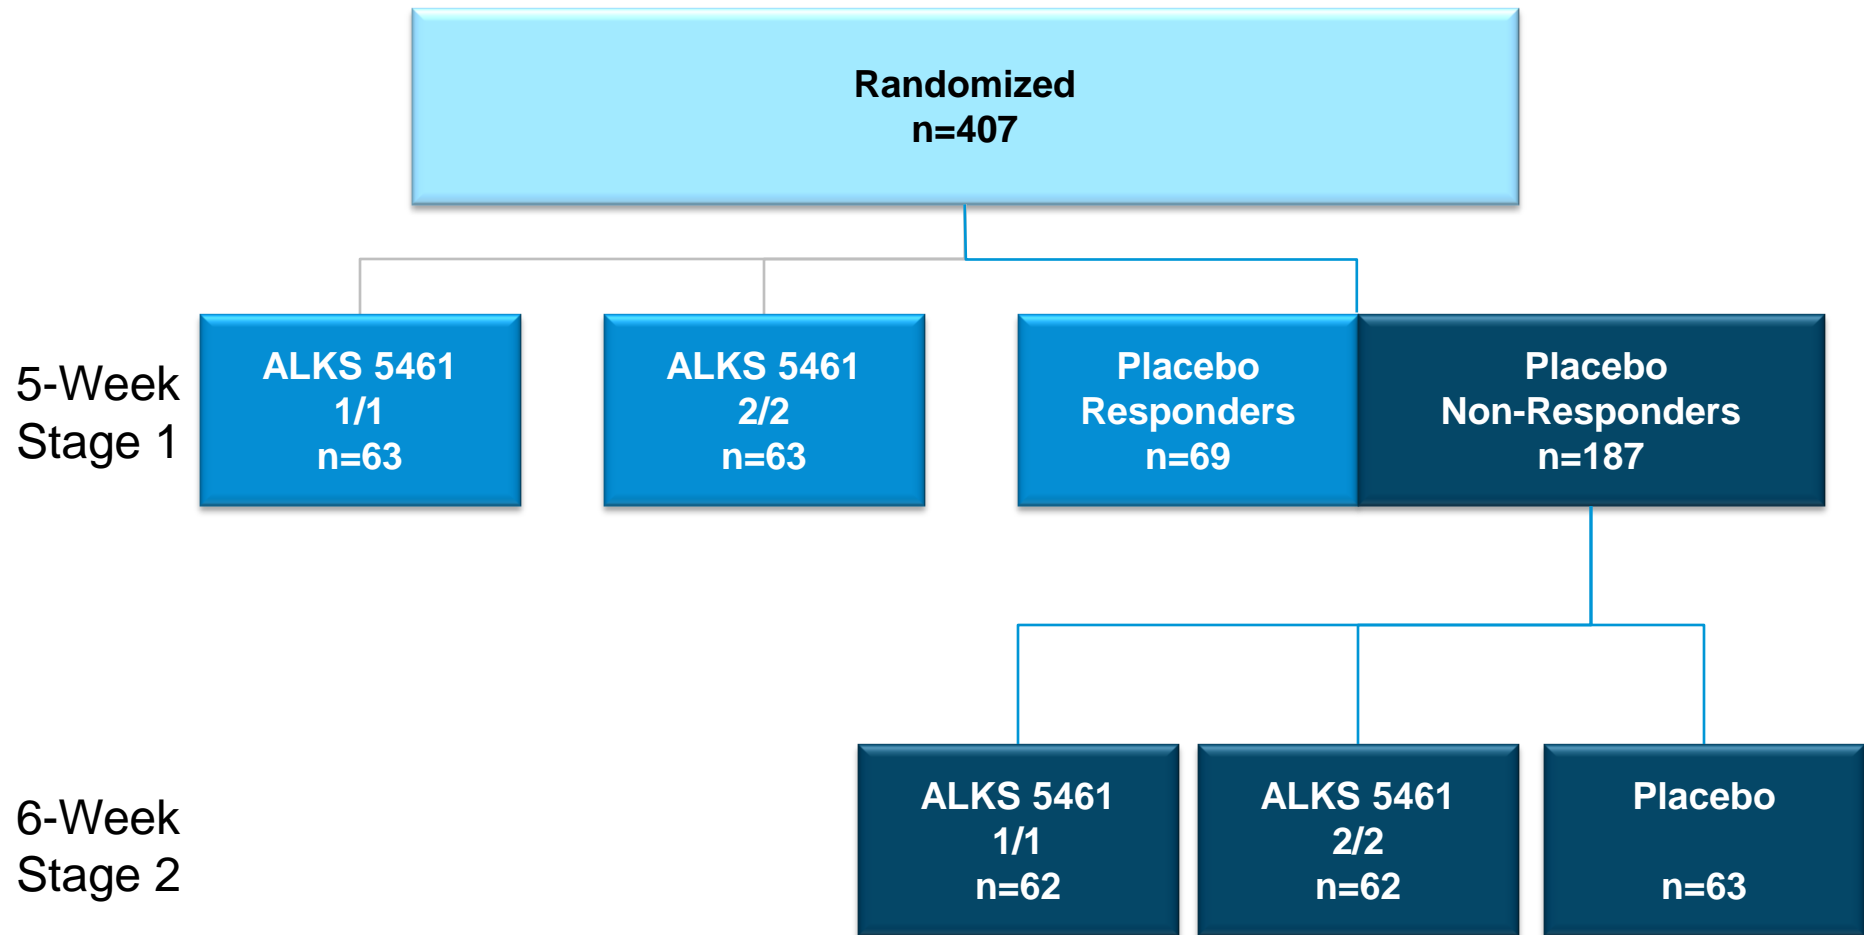 Randomized
n=407
5-Week
Stage 1
ALKS 5461
1/1
n=63
ALKS 5461
2/2
n=63
Placebo
Responders
n=69
Placebo
Non-Responders
n=187
6-Week
Stage 2
ALKS 5461
1/1
n=62
ALKS 5461
2/2
n=62
Placebo
n=63